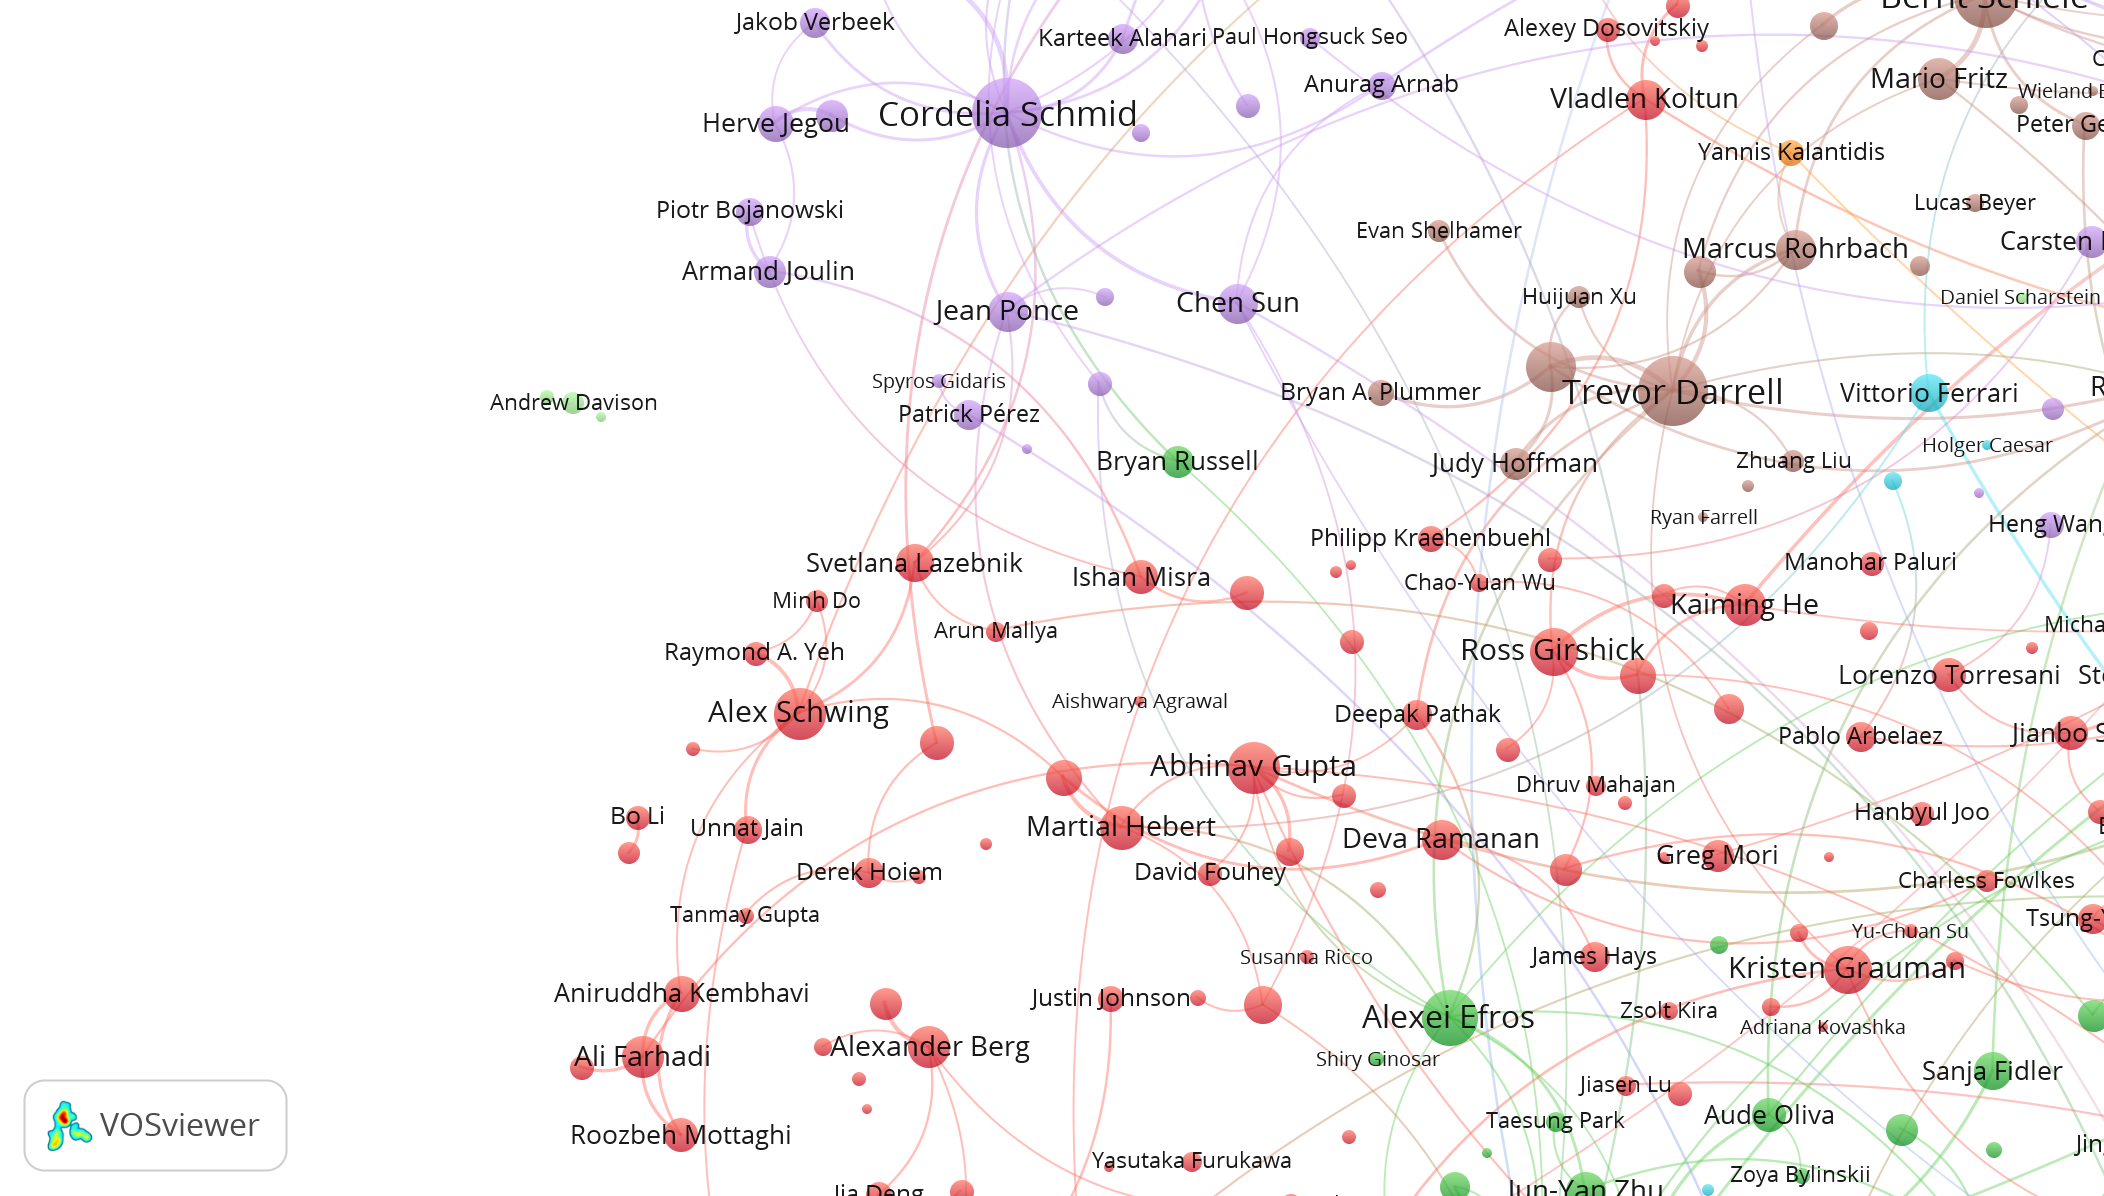 Bernt Schiele
Jakob Verbeek
Karteek Alahari
Paul Hongsuck Seo
Alexey Dosovitskiy
Anurag Arnab
Mario Fritz
Wieland
Vladlen Koltun
Cordelia Schmid
Herve Jegou
Peter
Yannis Kalantidis
Lucas Beyer
Piotr Bojanowski
Evan Shelhamer
Marcus Rohrbach
Carsten
Armand Joulin
Jean Ponce
Chen Sun
Huijuan Xu
Daniel Scharstein
Spyros Gidaris
Andrew Davison
Patrick Pérez
Bryan A. Plummer
Trevor Darrell
Vittorio Ferrari
Holger Caesar
Bryan Russell
Judy Hoffman
Zhuang Liu
Ryan Farrell
Heng Wang
Philipp Kraehenbuehl
Svetlana Lazebnik
Ishan Misra
Chao-Yuan Wu
Manohar Paluri
Minh Do
Kaiming He
Arun Mallya
Micha
Raymond A. Yeh
Ross Girshick
Lorenzo Torresani
Ste
Aishwarya Agrawal
Alex Schwing
Deepak Pathak
Pablo Arbelaez
Jianbo S
Abhinav Gupta
Dhruv Mahajan
Bo Li
Unnat Jain
Martial Hebert
Deva Ramanan
Hanbyul Joo
Derek Hoiem
David Fouhey
Greg Mori
Charless Fowlkes
Tanmay Gupta
Tsung-Y
Yu-Chuan Su
Susanna Ricco
James Hays
Kristen Grauman
Aniruddha Kembhavi
Justin Johnson
Alexei Efros
Zsolt Kira
Adriana Kovashka
Ali Farhadi
Alexander Berg
Shiry Ginosar
Sanja Fidler
Jiasen Lu
VOSviewer
Roozbeh Mottaghi
Taesung Park
Aude Oliva
Jing
Yasutaka Furukawa
Zoya Bylinskii
Jia Deng
Jun-Yan Zhu